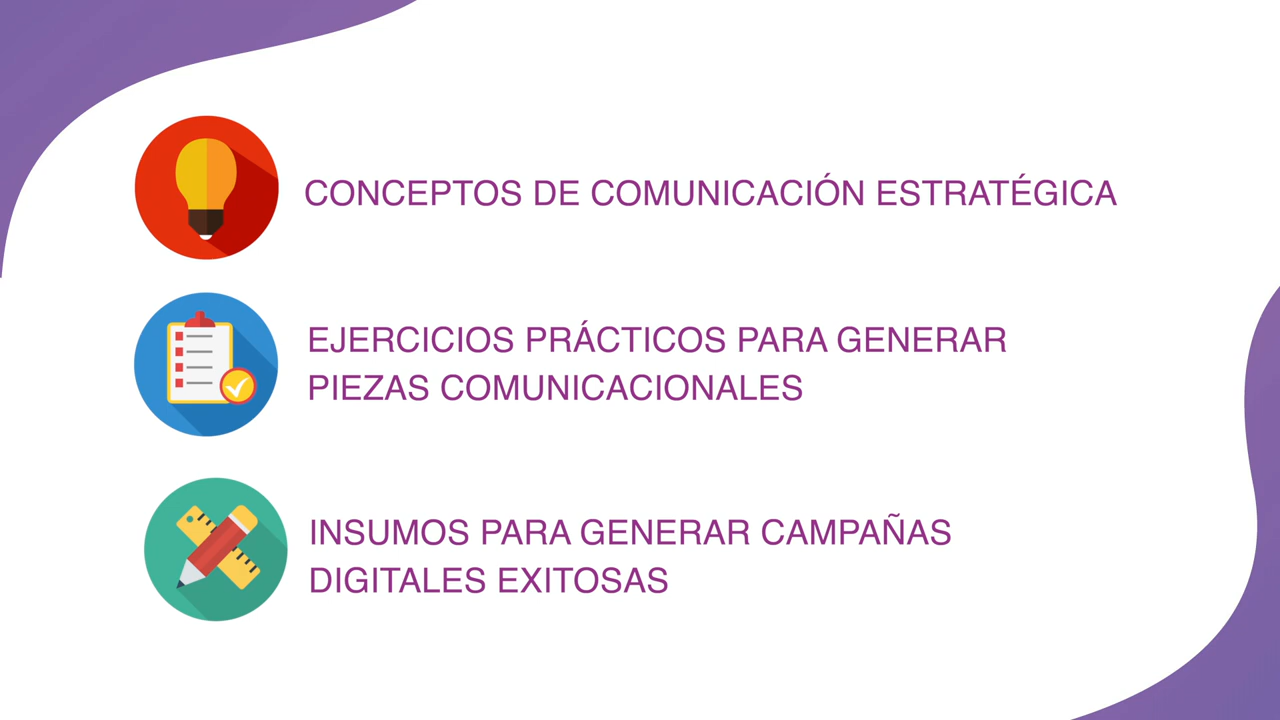 CONCEPTOS DE COMUNICACIÓN ESTRATÉGICA
EJERCICIOS PRÁCTICOS PARA GENERAR
PIEZAS COMUNICACIONALES
INSUMOS PARA GENERAR CAMPAÑAS
DIGITALES EXITOSAS